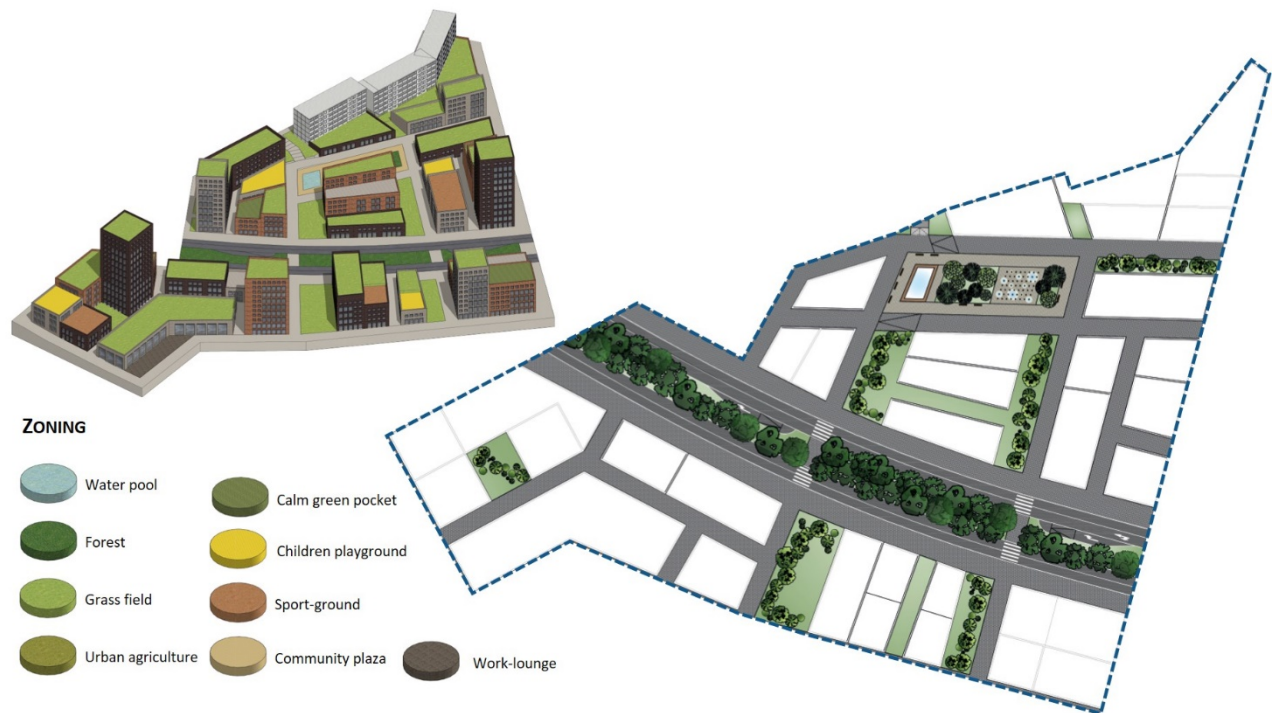 ZONING
Water pool
Forest
Grass field
Urban agriculture
Calm green pocket
Children playground
Sport-ground
Community plaza
Work-lounge